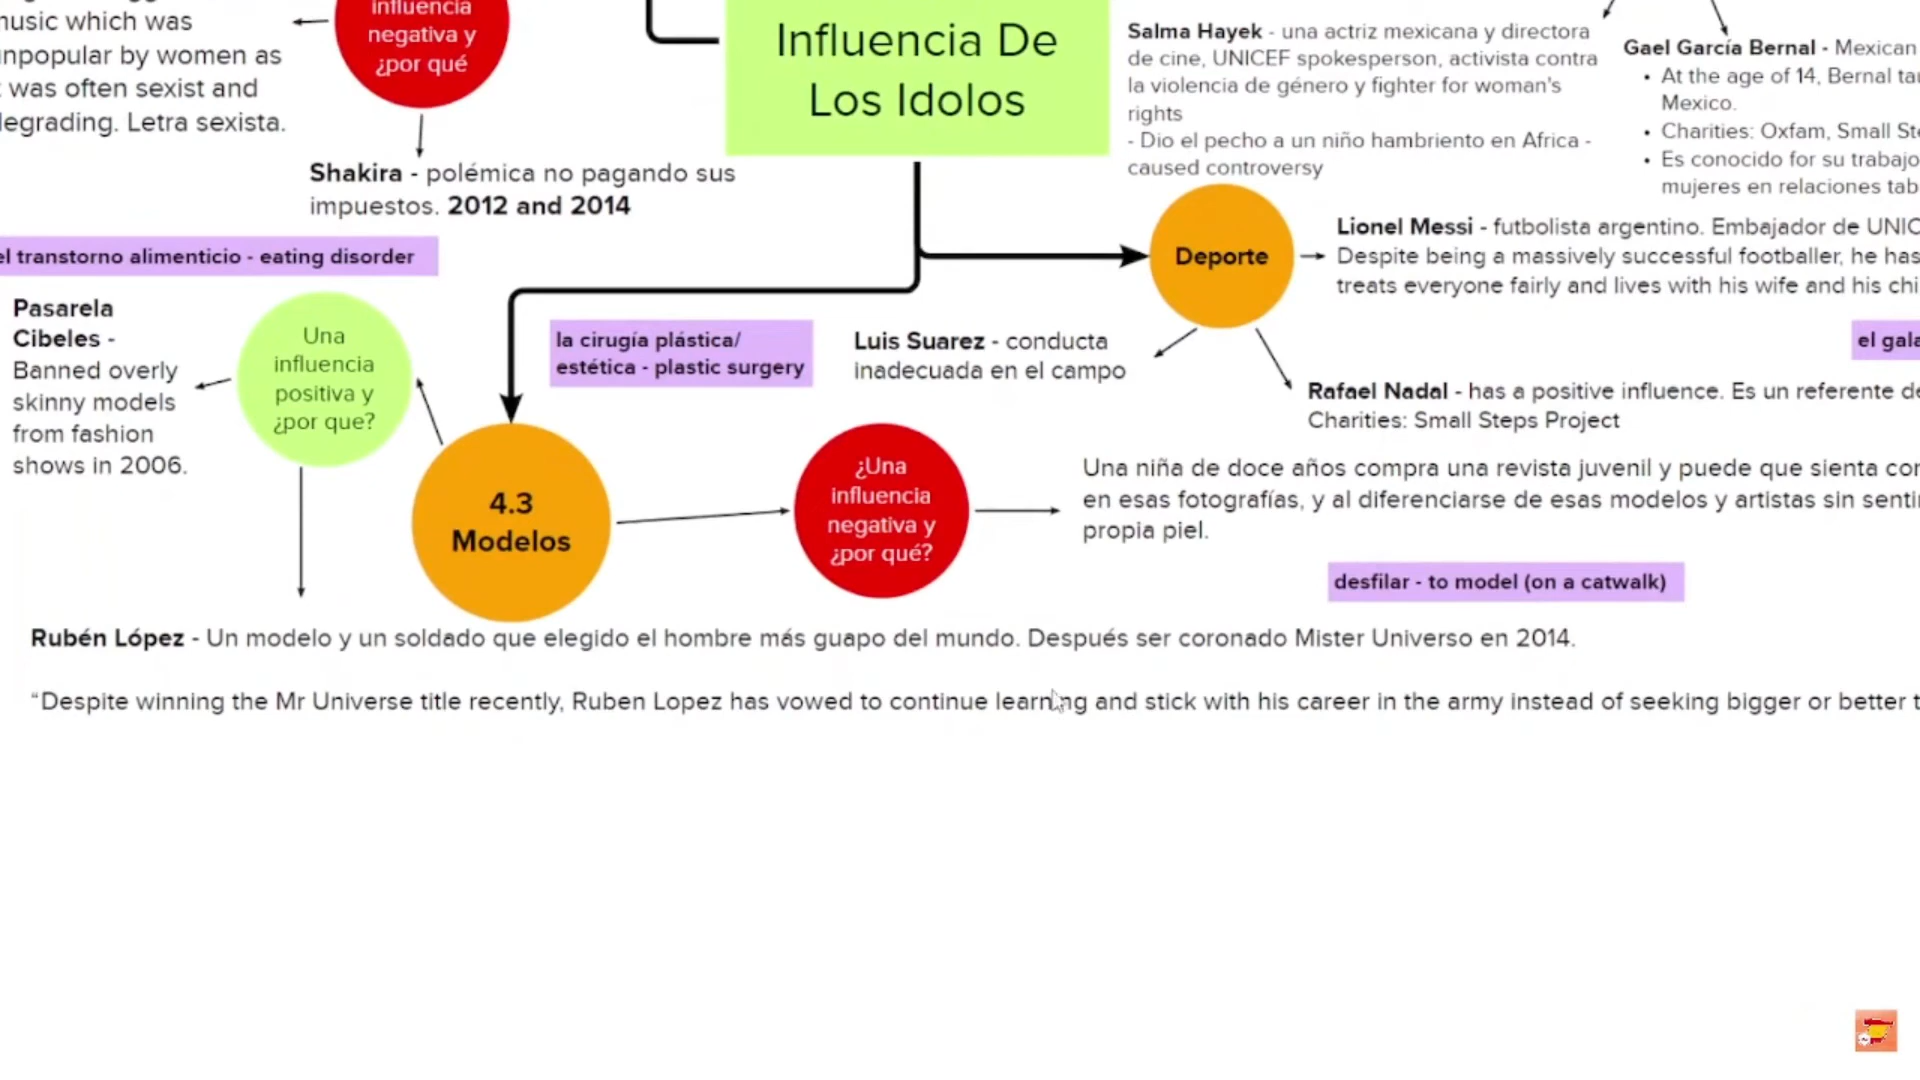 influencia
negativa y
¿por qué
music which was
unpopular by women as
was often sexist and
degrading. Letra sexista.
Influencia De
Los Idolos
Salma Hayek - una actriz mexicana y directora
de cine, UNICEF spokesperson, activista contra
la violencia de género y fighter for woman's
rights
- Dio el pecho a un niño hambriento en Africa -
caused controversy
Gael García Bernal - Mexican
• At the age of 14, Bernal
Mexico.
• Charities: Oxfam, Small
• Es conocido for su trabajo
mujeres en relaciones
Shakira - polémica no pagando sus
impuestos. 2012 and 2014
el transtorno alimenticio - eating disorder
Deporte
Lionel Messi - futbolista argentino. Embajador de
Despite being a massively successful footballer, he has
treats everyone fairly and lives with his wife and his
Pasarela
Cibeles -
Banned overly
skinny models
from fashion
shows in 2006.
Una
influencia
positiva y
¿por que?
la cirugía plástica/
estética - plastic surgery
Luis Suarez - conducta
inadecuada en el campo
el
Rafael Nadal - has a positive influence. Es un referente
Charities: Small Steps Project
4.3
Modelos
¿Una
influencia
negativa y
¿por qué?
Una niña de doce años compra una revista juvenil y puede que sienta
en esas fotografías, y al diferenciarse de esas modelos y artistas sin
propia piel.
desfilar - to model (on a catwalk)
Rubén López - Un modelo y un soldado que elegido el hombre más guapo del mundo. Después ser coronado Mister Universo en 2014.
“Despite winning the Mr Universe title recently, Ruben Lopez has vowed to continue learning and stick with his career in the army instead of seeking bigger or better